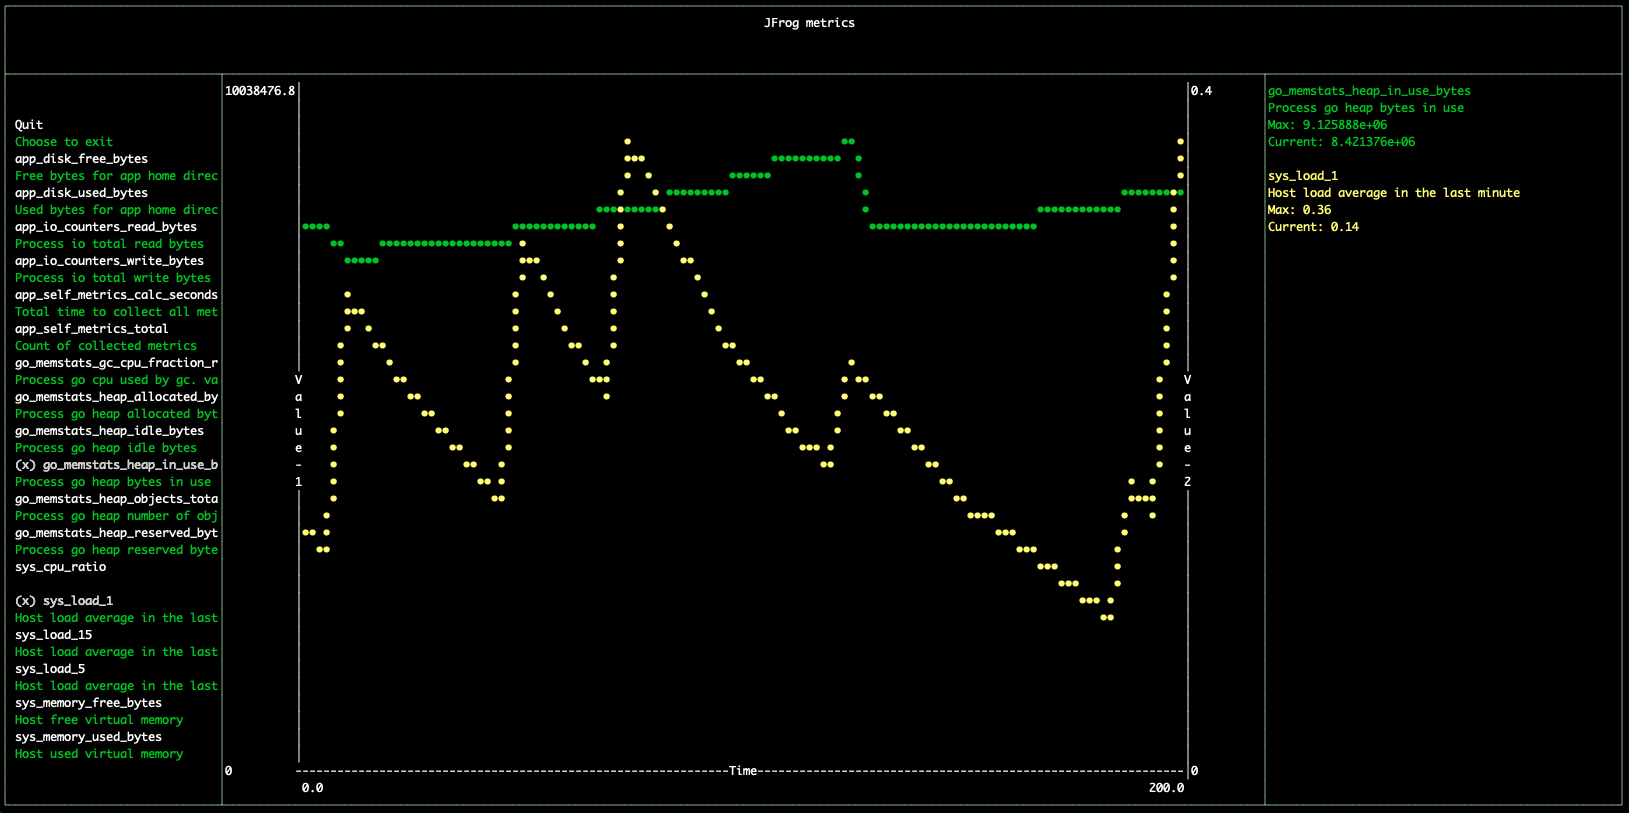 JFrog metrics
Quit
Choose to exit
app_disk_free_bytes
Free bytes for app home direc
app_disk_used_bytes
Used bytes for app home direc
app_io_counters_read_bytes
Process io total read bytes
app_io_counters_write_bytes
Process io total write bytes
app_self_metrics_calc_seconds
Total time to collect all met
app_self_metrics_total
Count of collected metrics
go_memstats_gc_cpu_fraction_r
Process go cpu used by gc. va
go_memstats_heap_allocated_by
Process go heap allocated byt
go_memstats_heap_idle_bytes
Process go heap idle bytes
(x) go_memstats_heap_in_use_b
Process go heap bytes in use
go_memstats_heap_objects_tota
Process go heap number of obj
go_memstats_heap_reserved_byt
Process go heap reserved byte
sys_cpu_ratio
(x) sys_load_1
Host load average in the last
sys_load_15
Host load average in the last
sys_load_5
Host load average in the last
sys_memory_free_bytes
Host free virtual memory
sys_memory_used_bytes
Host used virtual memory
10038476.8
Value-1
0
0.0
Time
200.0
0.4
Value-2
0
go_memstats_heap_in_use_bytes
Process go heap bytes in use
Max: 9.125888e+06
Current: 8.421376e+06
sys_load_1
Host load average in the last minute
Max: 0.36
Current: 0.14